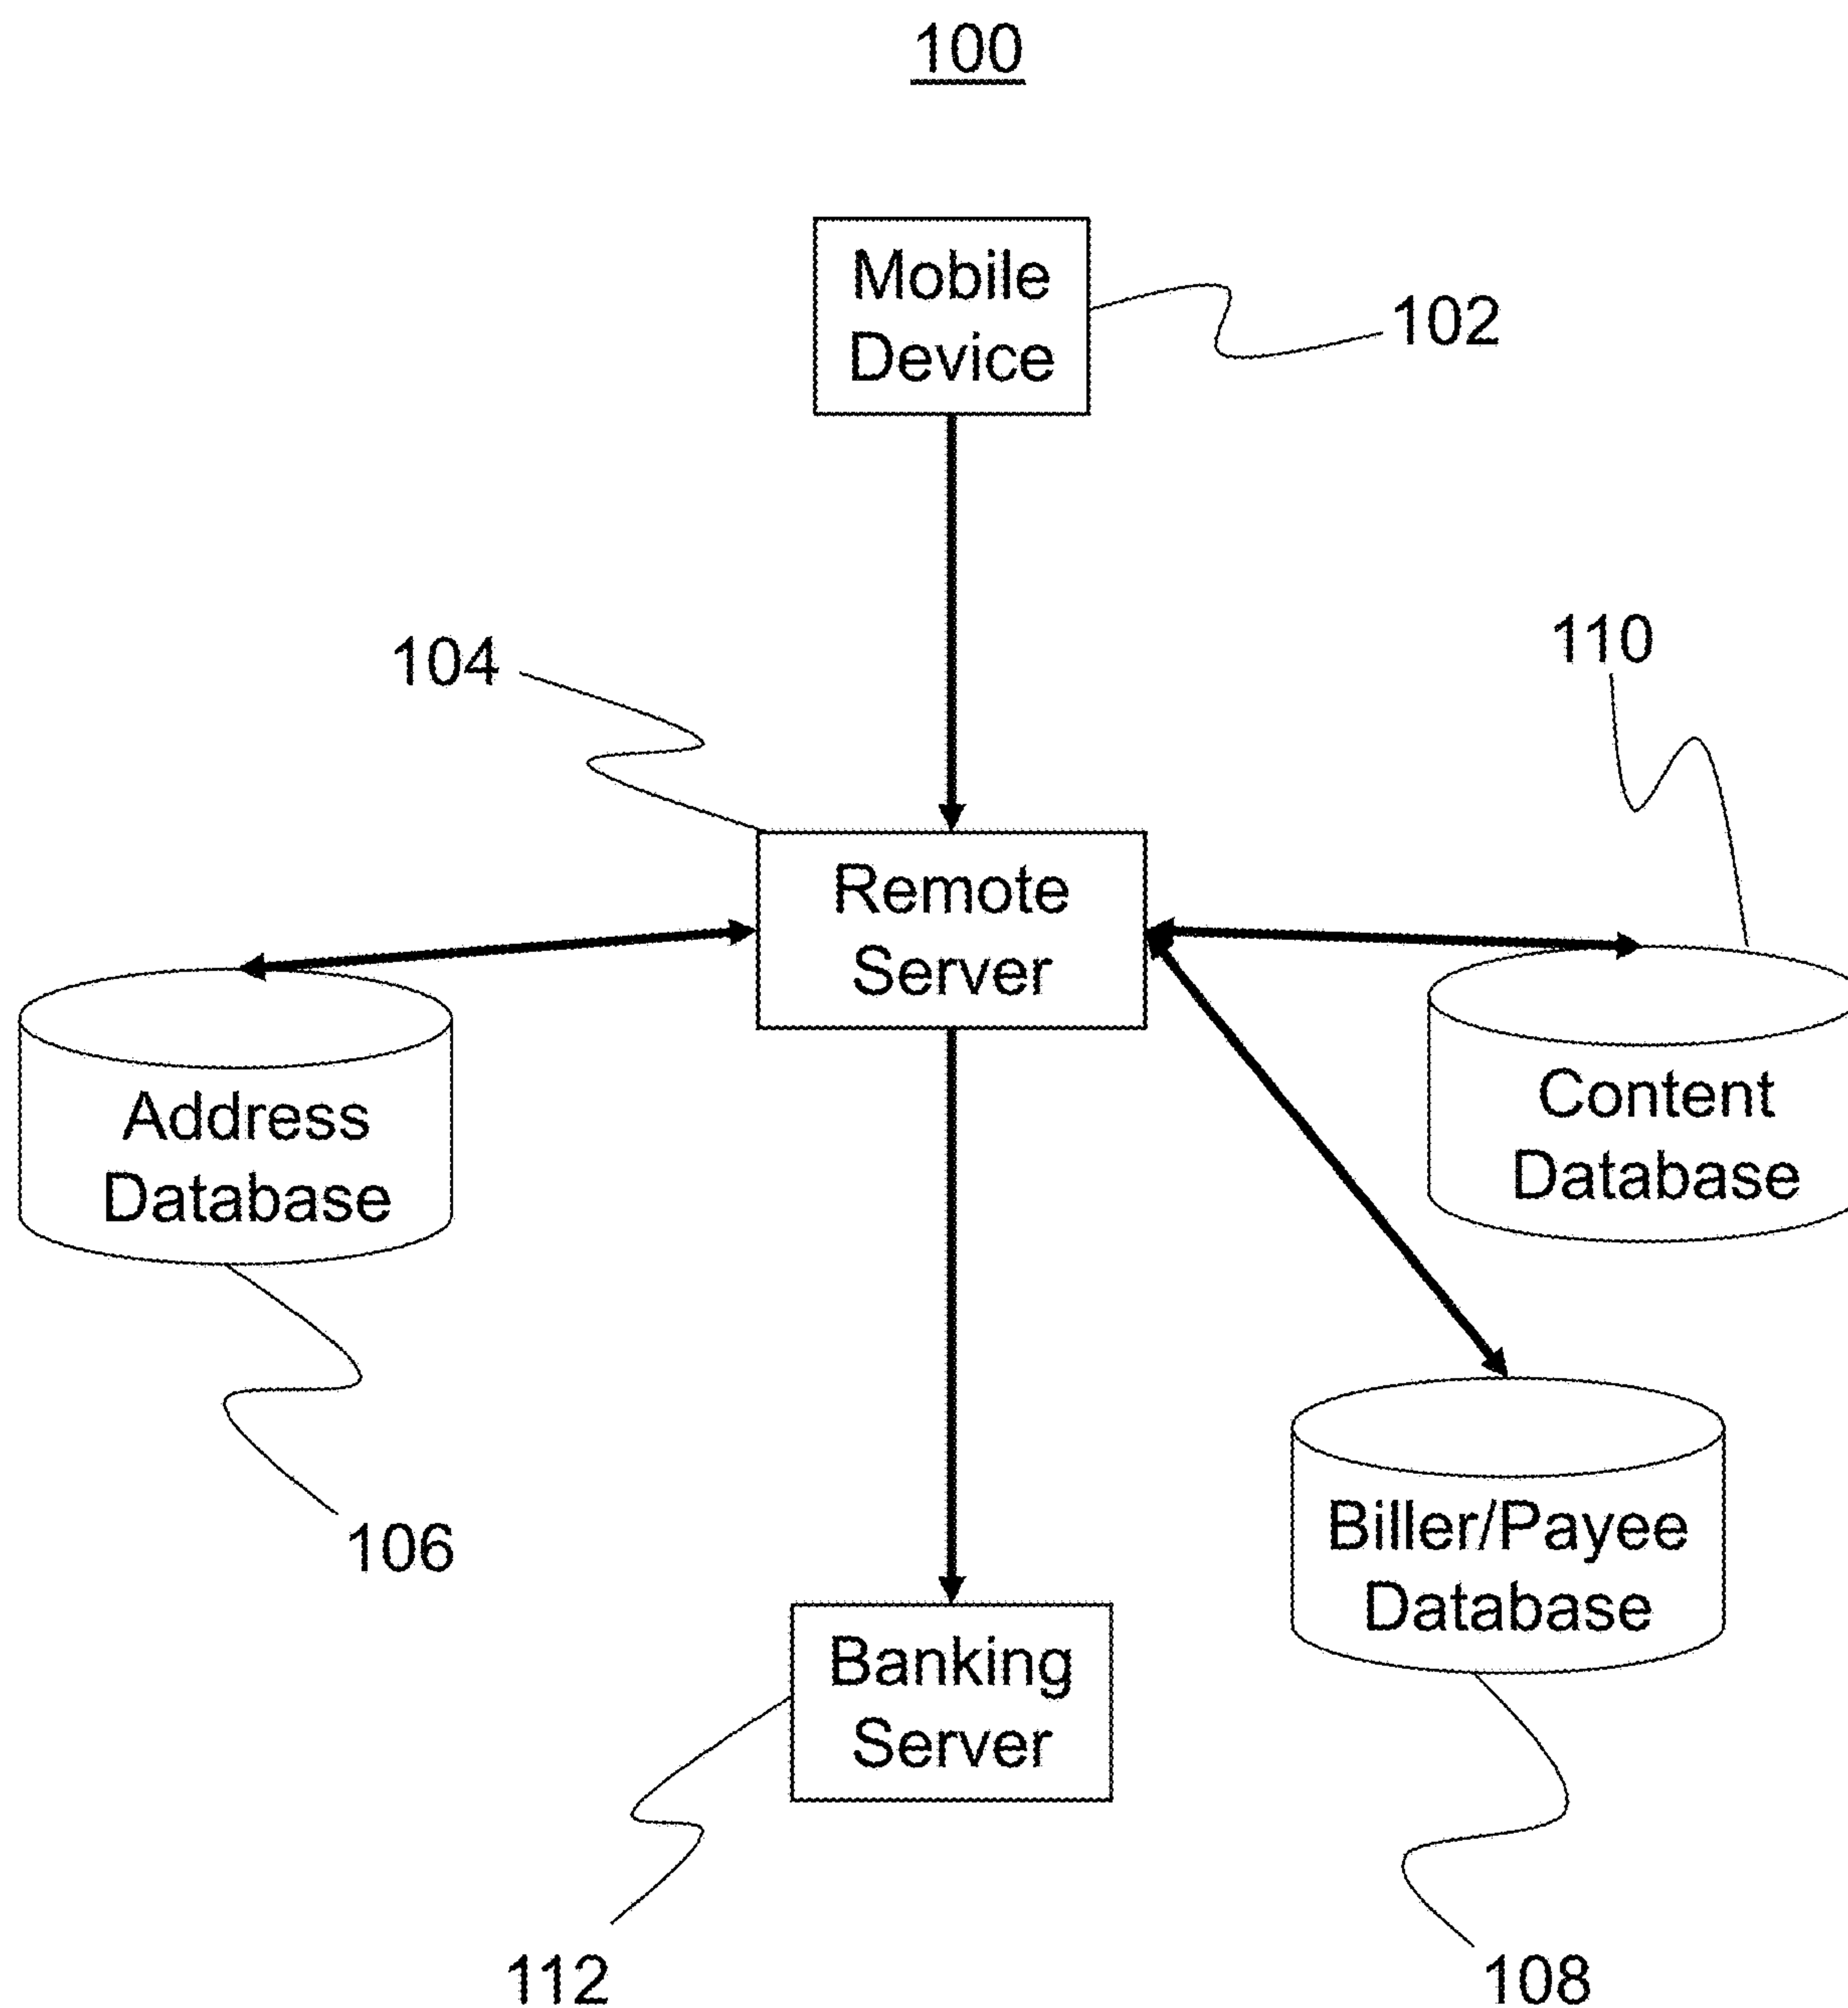 100
Mobile
Device
102
104
110
Remote
Server
Address
Database
Content
Database
106
Biller/Payee
Database
Banking
Server
112
108